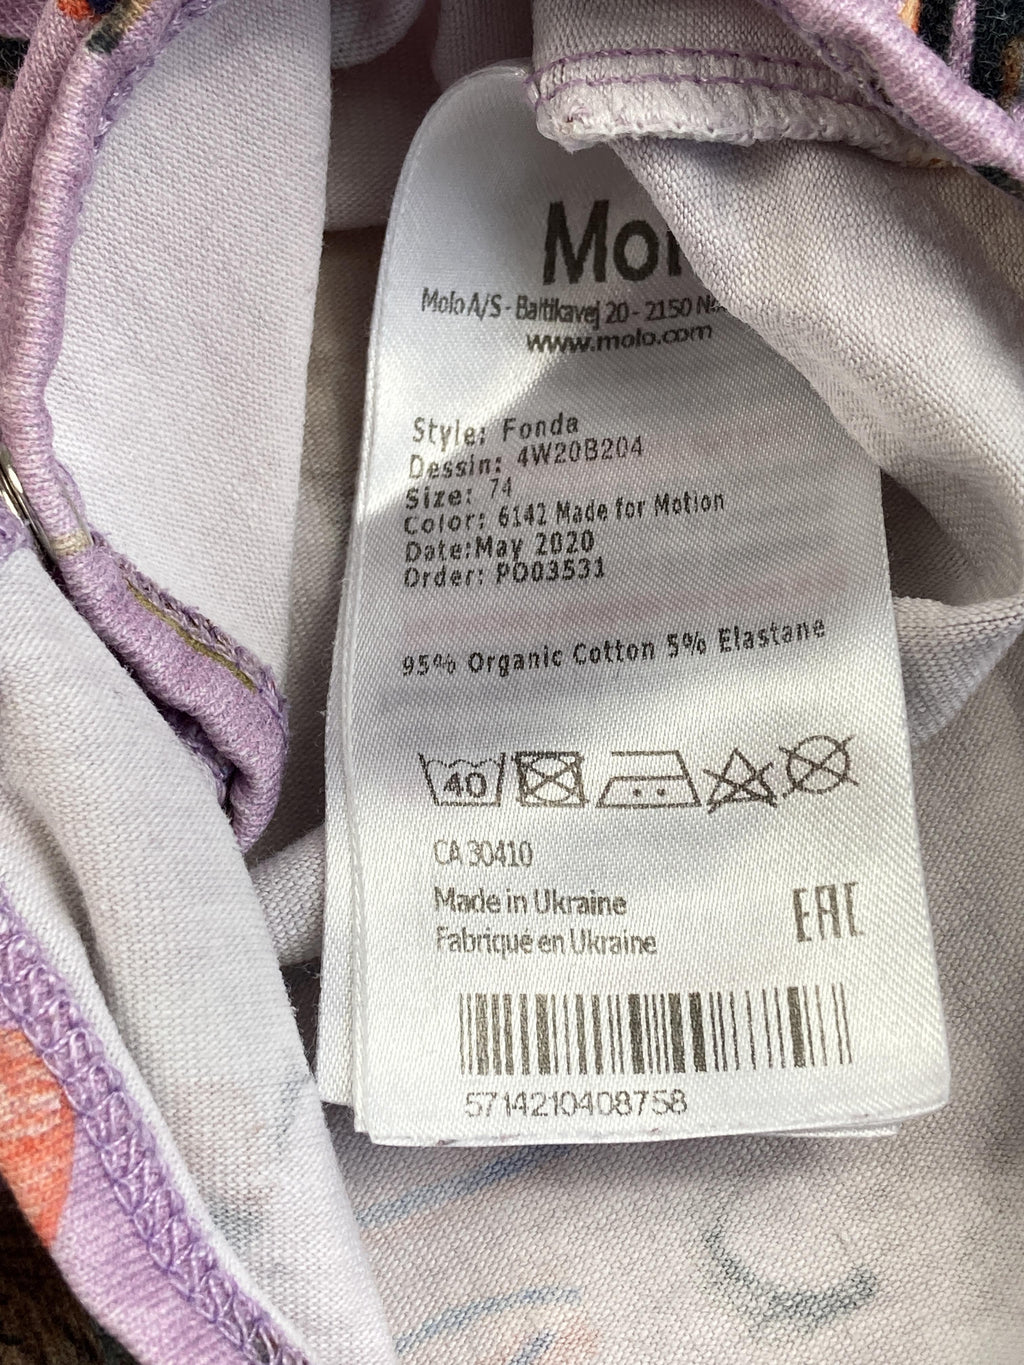 Molo A/S - Baltikavej 20 - 2150
www.molo.com
Style: Fonda
Dessin: 4W20B204
Size: 74
Color: 6142 Made for Motion
Date:May 2020
Order: PO03531
95% Organic Cotton 5% Elastane
40
CA 30410
Made in Ukraine
Fabriqué en Ukraine
EAC
5714210408758